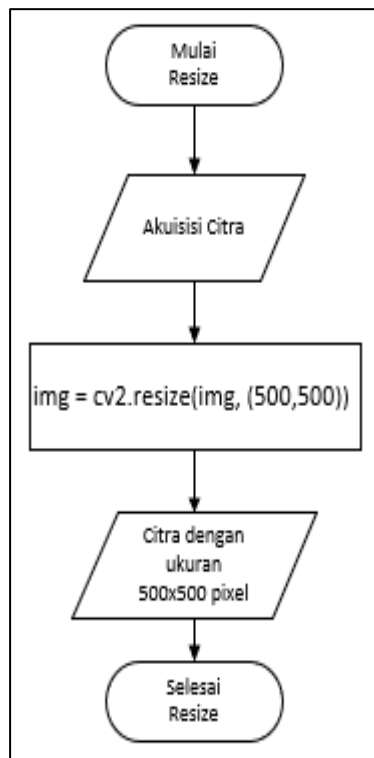 Mulai
Resize
Akuisisi Citra
img = cv2.resize(img, (500,500))
Citra dengan
ukuran
500x500 pixel
Selesai
Resize